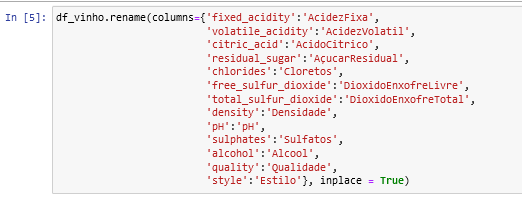 In [5]: df_vinho.rename(columns={'fixed_acidity':'AcidezFixa',
'volatile_acidity':'AcidezVolatil',
'citric_acid':'AcidoCitrico',
'residual_sugar':'AçucarResidual',
'chlorides':'Cloretos',
'free_sulfur_dioxide':'DioxidoEnxofreLivre',
'total_sulfur_dioxide':'DioxidoEnxofreTotal',
'density':'Densidade',
'pH':'pH',
'sulphates':'Sulfatos',
'alcohol':'Alcool',
'quality':'Qualidade',
'style':'Estilo'}, inplace = True)